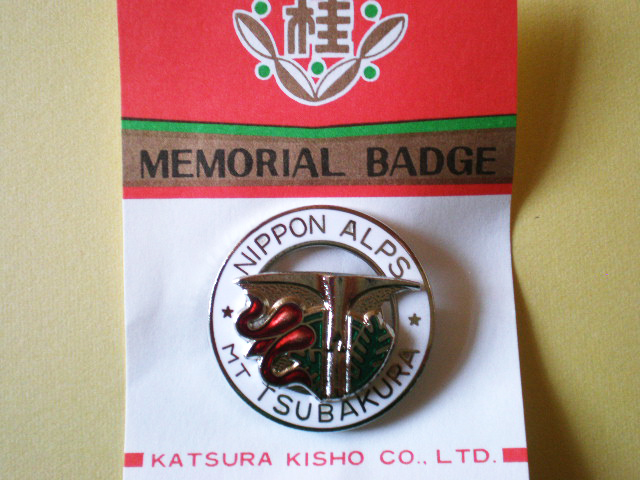 桂
MEMORIAL BADGE
NIPPON ALPS
MT TSUBAKURA
KATSURA KISHO CO., LTD.